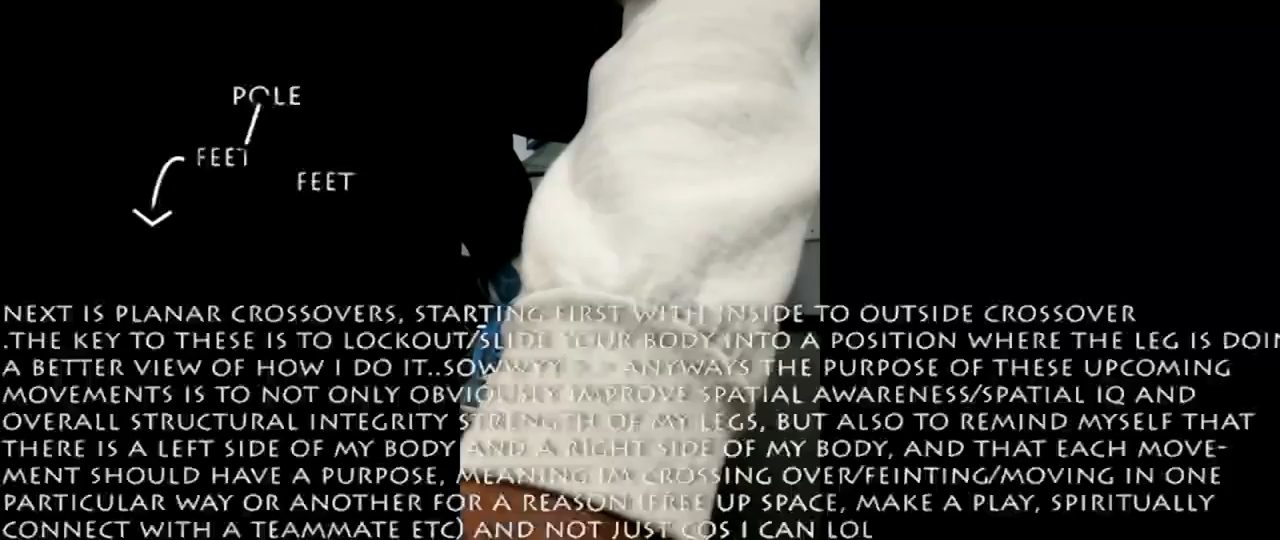 POLE
FEET
FEET
NEXT IS PLANAR CROSSOVERS, STARTING FIRST WITH INSIDE TO OUTSIDE CROSSOVER
.THE KEY TO THESE IS TO LOCKOUT/SLIDE YOUR BODY INTO A POSITION WHERE THE LEG IS DOIN
A BETTER VIEW OF HOW I DO IT..SOWWYY ANYWAYS THE PURPOSE OF THESE UPCOMING
MOVEMENTS IS TO NOT ONLY OBVIOUSLY IMPROVE SPATIAL AWARENESS/SPATIAL IQ AND
OVERALL STRUCTURAL INTEGRITY STRENGTH OF MY LEGS, BUT ALSO TO REMIND MYSELF THAT
THERE IS A LEFT SIDE OF MY BODY AND A RIGHT SIDE OF MY BODY, AND THAT EACH MOVE-
MENT SHOULD HAVE A PURPOSE, MEANING IM CROSSING OVER/FEINTING/MOVING IN ONE
PARTICULAR WAY OR ANOTHER FOR A REASON (FREE UP SPACE, MAKE A PLAY, SPIRITUALLY
CONNECT WITH A TEAMMATE ETC) AND NOT JUST COS I CAN LOL